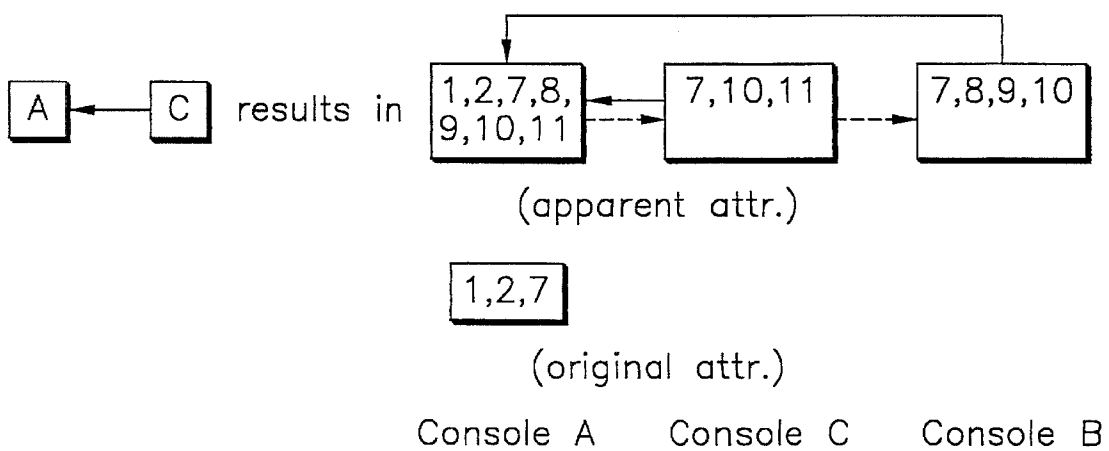 A C results in 1,2,7,8, 7,10,11 7,8,9,10
9,10,11
(apparent attr.)
1,2,7
(original attr.)
Console A Console C Console B